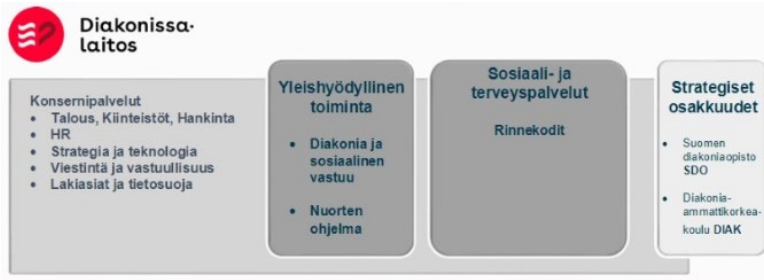 Diakonissa-
laitos
Konsernipalvelut
• Talous, Kiinteistöt, Hankinta
• HR
• Strategia ja teknologia
• Viestintä ja vastuullisuus
• Lakiasiat ja tietosuoja
Yleishyödyllinen
toiminta
• Diakonia ja
sosiaalinen
vastuu
• Nuorten
ohjelma
Sosiaali- ja
terveyspalvelut
Rinnekodit
Strategiset
osakkuudet
• Suomen
diakoniaopisto
SDO
• Diakonia-
ammattikorkea-
koulu DIAK